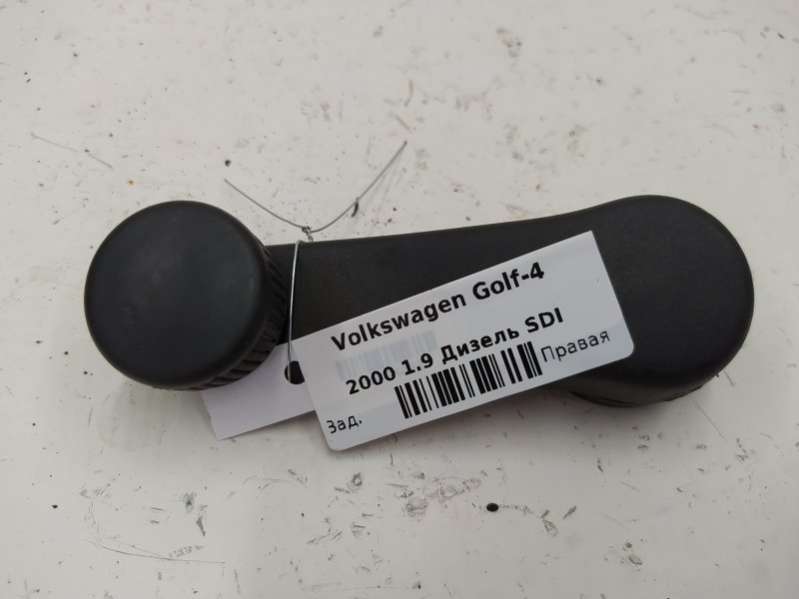 Volkswagen Golf-4
2000 1.9 Дизель SDI
Зад. Правая